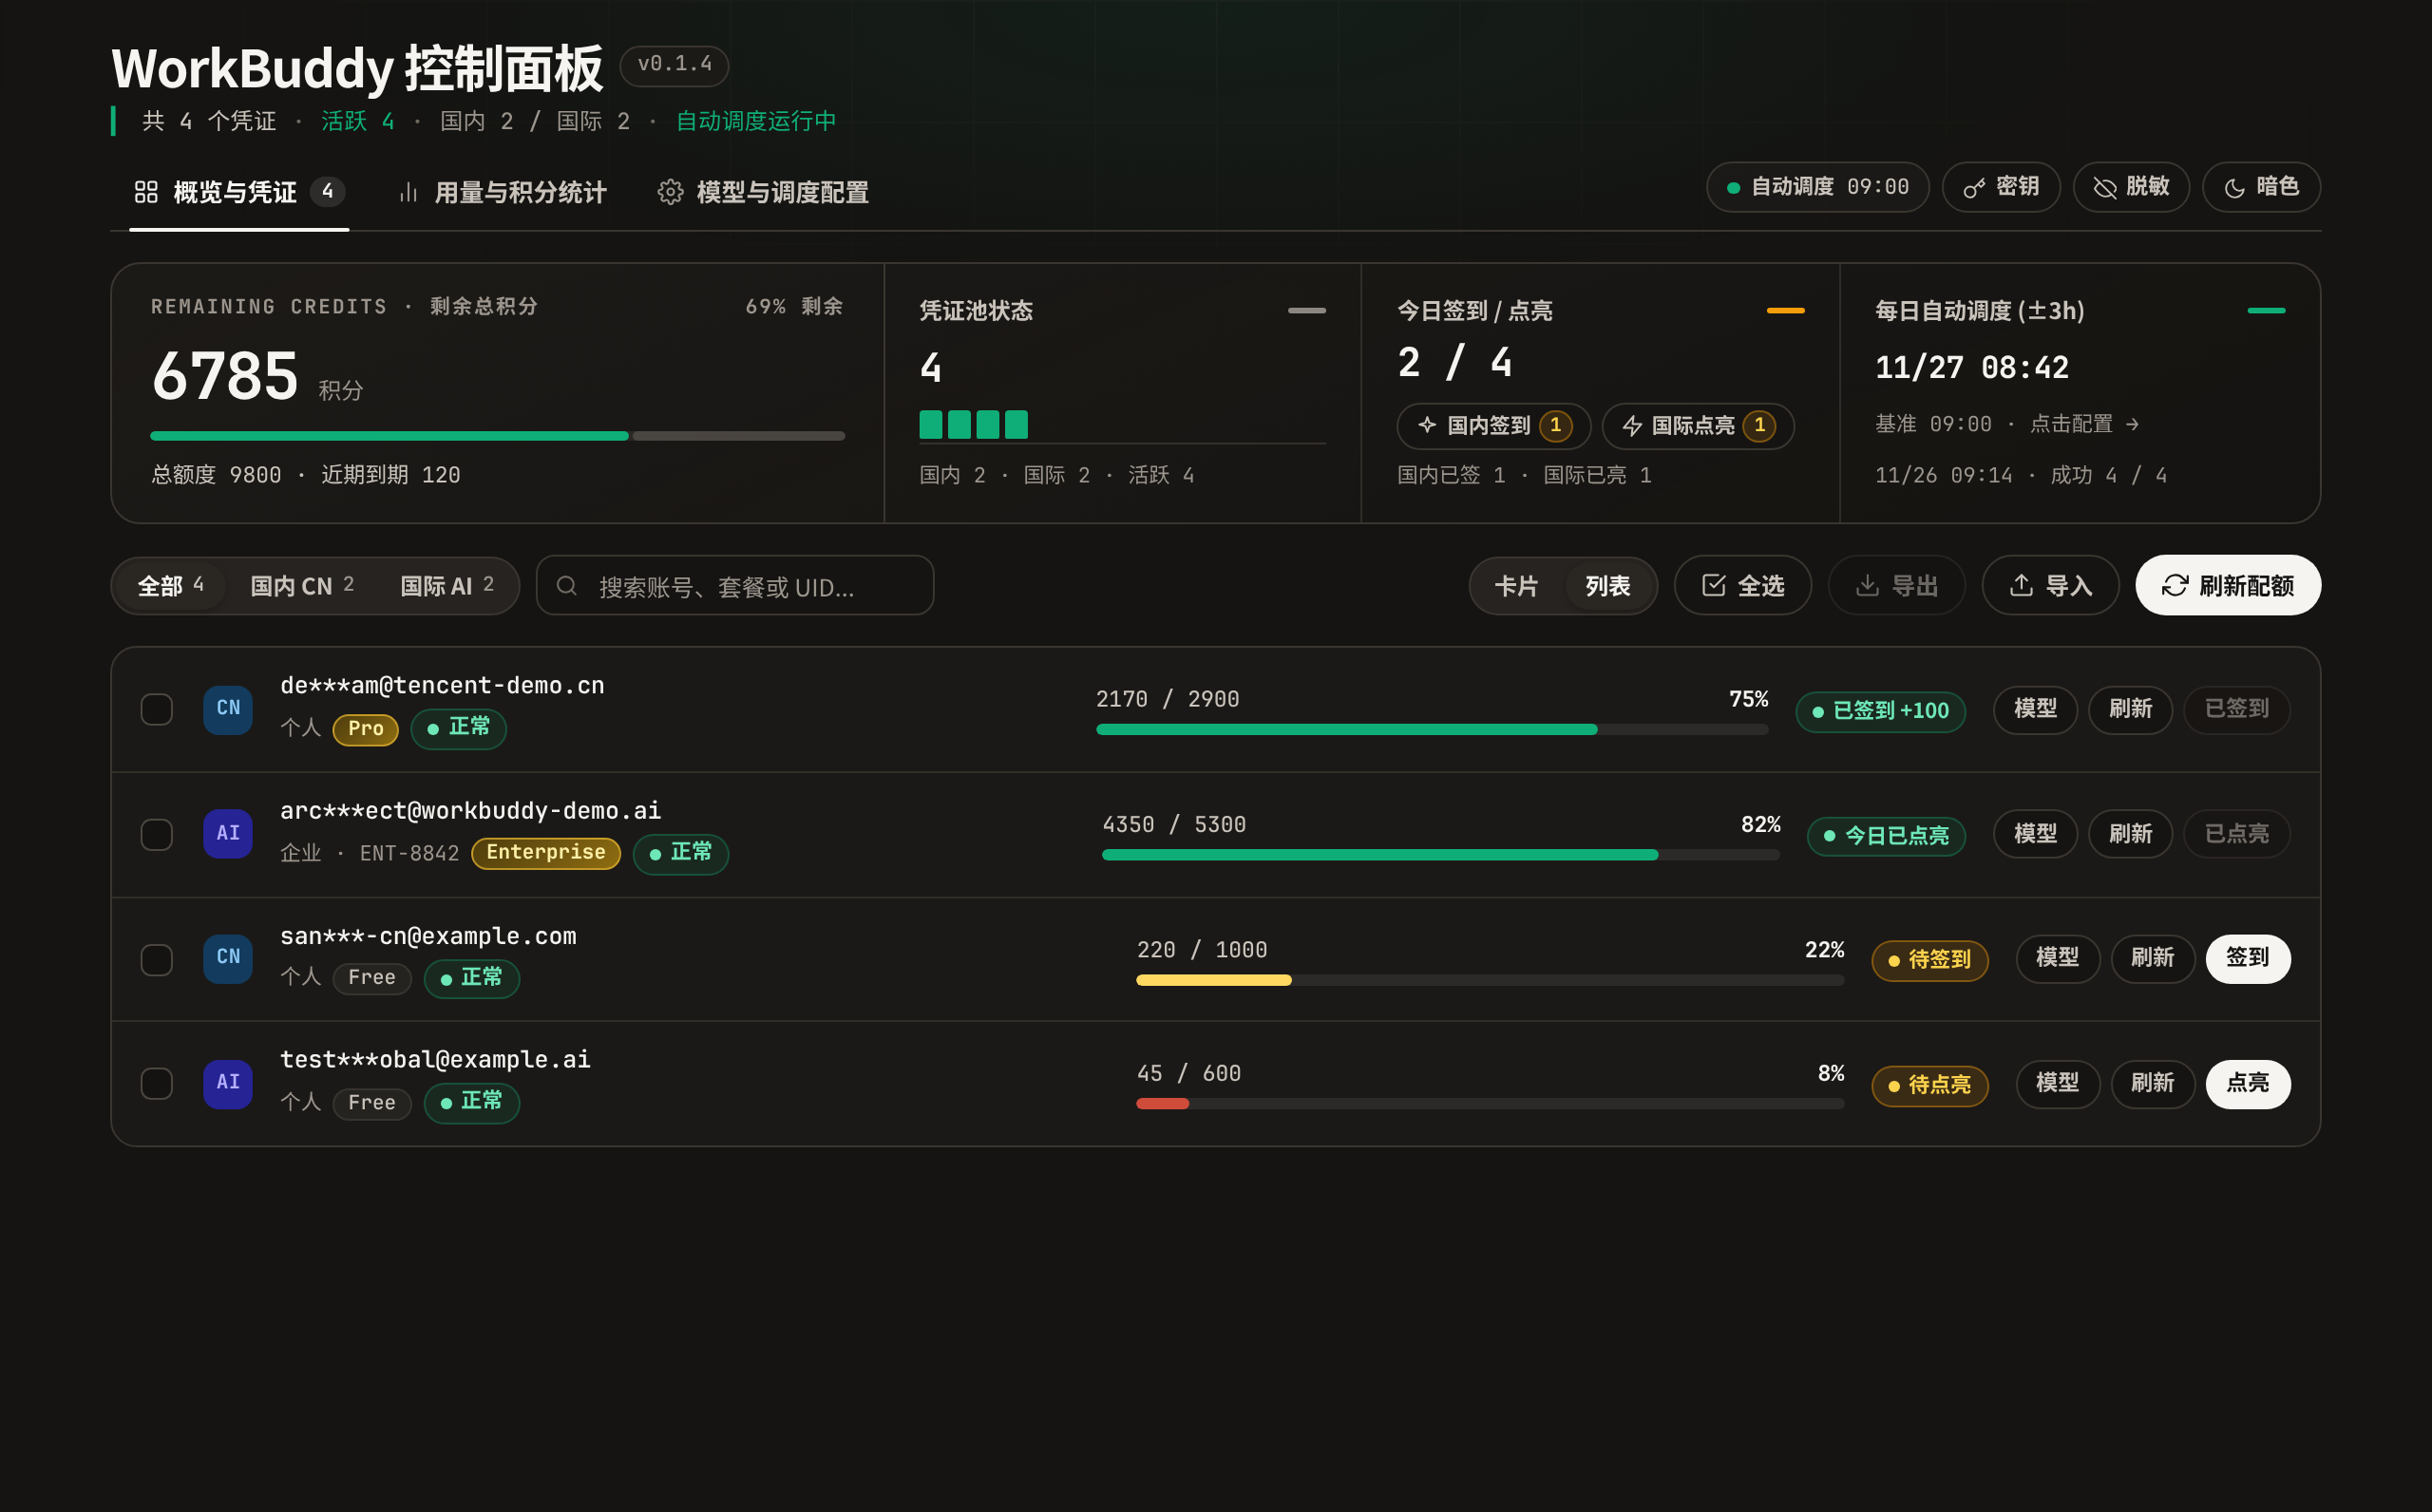 WorkBuddy 控制面板 v0.1.4
共 4 个凭证 · 活跃 4 · 国内 2 / 国际 2 · 自动调度运行中
概览与凭证 4 用量与积分统计 模型与调度配置 自动调度 09:00 密钥 脱敏 暗色
REMAINING CREDITS · 剩余总积分 69% 剩余
6785 积分
总额度 9800 · 近期到期 120
凭证池状态
4
国内 2 · 国际 2 · 活跃 4
今日签到 / 点亮
2 / 4
国内签到 1 国际点亮 1
国内已签 1 · 国际已亮 1
每日自动调度 (±3h)
11/27 08:42
基准 09:00 · 点击配置 →
11/26 09:14 · 成功 4 / 4
全部 4 国内 CN 2 国际 AI 2 搜索账号、套餐或 UID... 卡片 列表 全选 导出 导入 刷新配额
CN de***am@tencent-demo.cn
个人 Pro 正常
2170 / 2900 75% 已签到 +100 模型 刷新 已签到
AI arc***ect@workbuddy-demo.ai
企业 · ENT-8842 Enterprise 正常
4350 / 5300 82% 今日已点亮 模型 刷新 已点亮
CN san***-cn@example.com
个人 Free 正常
220 / 1000 22% 待签到 模型 刷新 签到
AI test***obal@example.ai
个人 Free 正常
45 / 600 8% 待点亮 模型 刷新 点亮